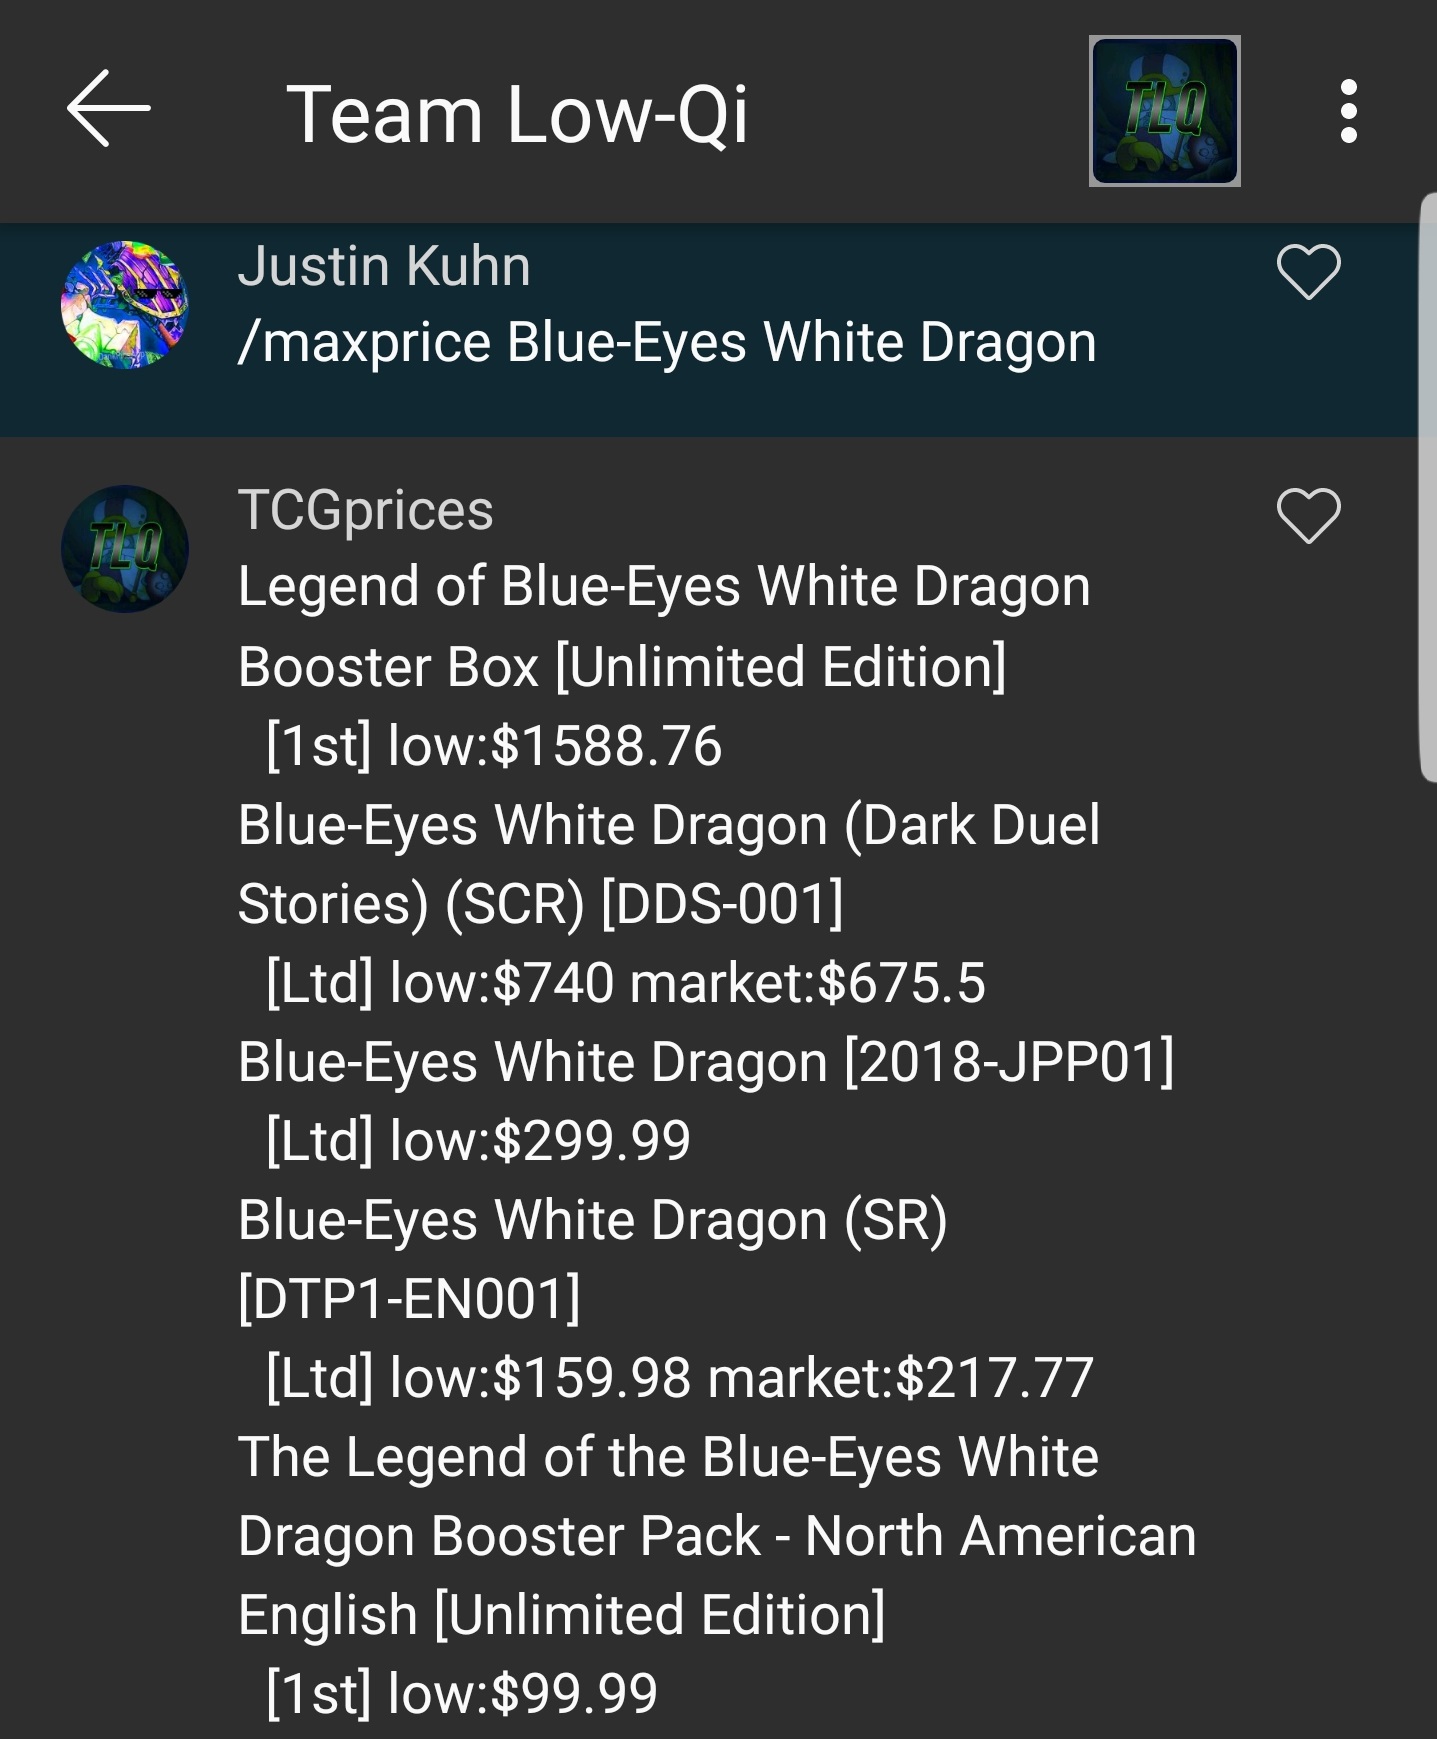 Team Low-Qi
TLQ
Justin Kuhn
/maxprice Blue-Eyes White Dragon
TCGprices
TLQ
Legend of Blue-Eyes White Dragon
Booster Box [Unlimited Edition]
[1st] low:$1588.76
Blue-Eyes White Dragon (Dark Duel
Stories) (SCR) [DDS-001]
[Ltd] low:$740 market:$675.5
Blue-Eyes White Dragon [2018-JPP01]
[Ltd] low:$299.99
Blue-Eyes White Dragon (SR)
[DTP1-EN001]
[Ltd] low:$159.98 market:$217.77
The Legend of the Blue-Eyes White
Dragon Booster Pack - North American
English [Unlimited Edition]
[1st] low:$99.99